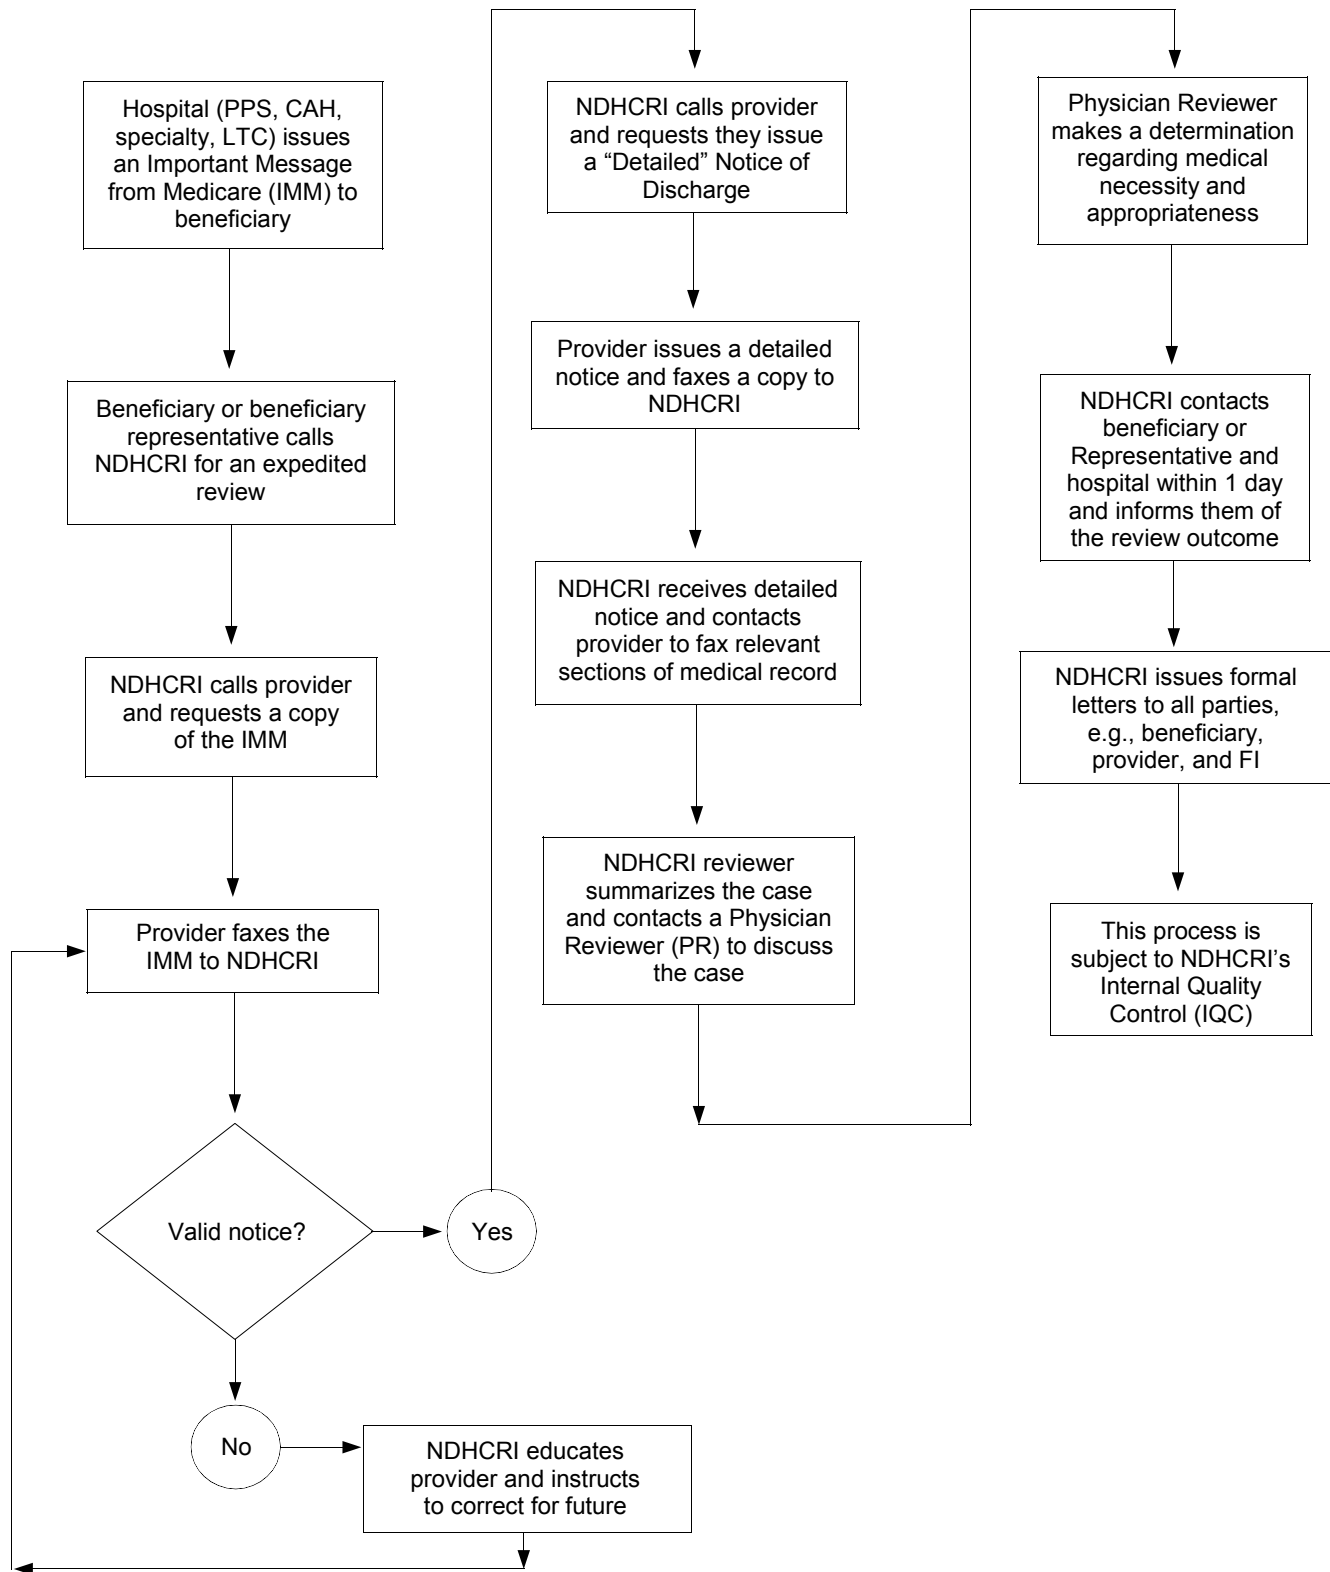 Hospital (PPS, CAH,
specialty, LTC) issues
an Important Message
from Medicare (IMM) to
beneficiary
Beneficiary or beneficiary
representative calls
NDHCRI for an expedited
review
NDHCRI calls provider
and requests a copy
of the IMM
Provider faxes the
IMM to NDHCRI
Valid notice?
Yes
No
NDHCRI educates
provider and instructs
to correct for future
NDHCRI calls provider
and requests they issue
a “Detailed” Notice of
Discharge
Provider issues a detailed
notice and faxes a copy to
NDHCRI
NDHCRI receives detailed
notice and contacts
provider to fax relevant
sections of medical record
NDHCRI reviewer
summarizes the case
and contacts a Physician
Reviewer (PR) to discuss
the case
Physician Reviewer
makes a determination
regarding medical
necessity and
appropriateness
NDHCRI contacts
beneficiary or
Representative and
hospital within 1 day
and informs them of
the review outcome
NDHCRI issues formal
letters to all parties,
e.g., beneficiary,
provider, and FI
This process is
subject to NDHCRI’s
Internal Quality
Control (IQC)